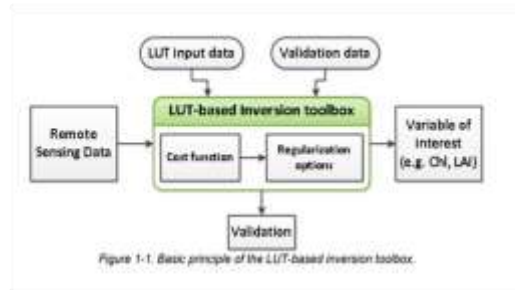 LUT input data
Validation data
LUT-based Inversion toolbox
Remote
Sensing Data
Cost function
Regularization
options
Variable of
Interest
(e.g. Chl, LAI)
Validation
Figure 1-1. Basic principle of the LUT-based inversion toolbox.